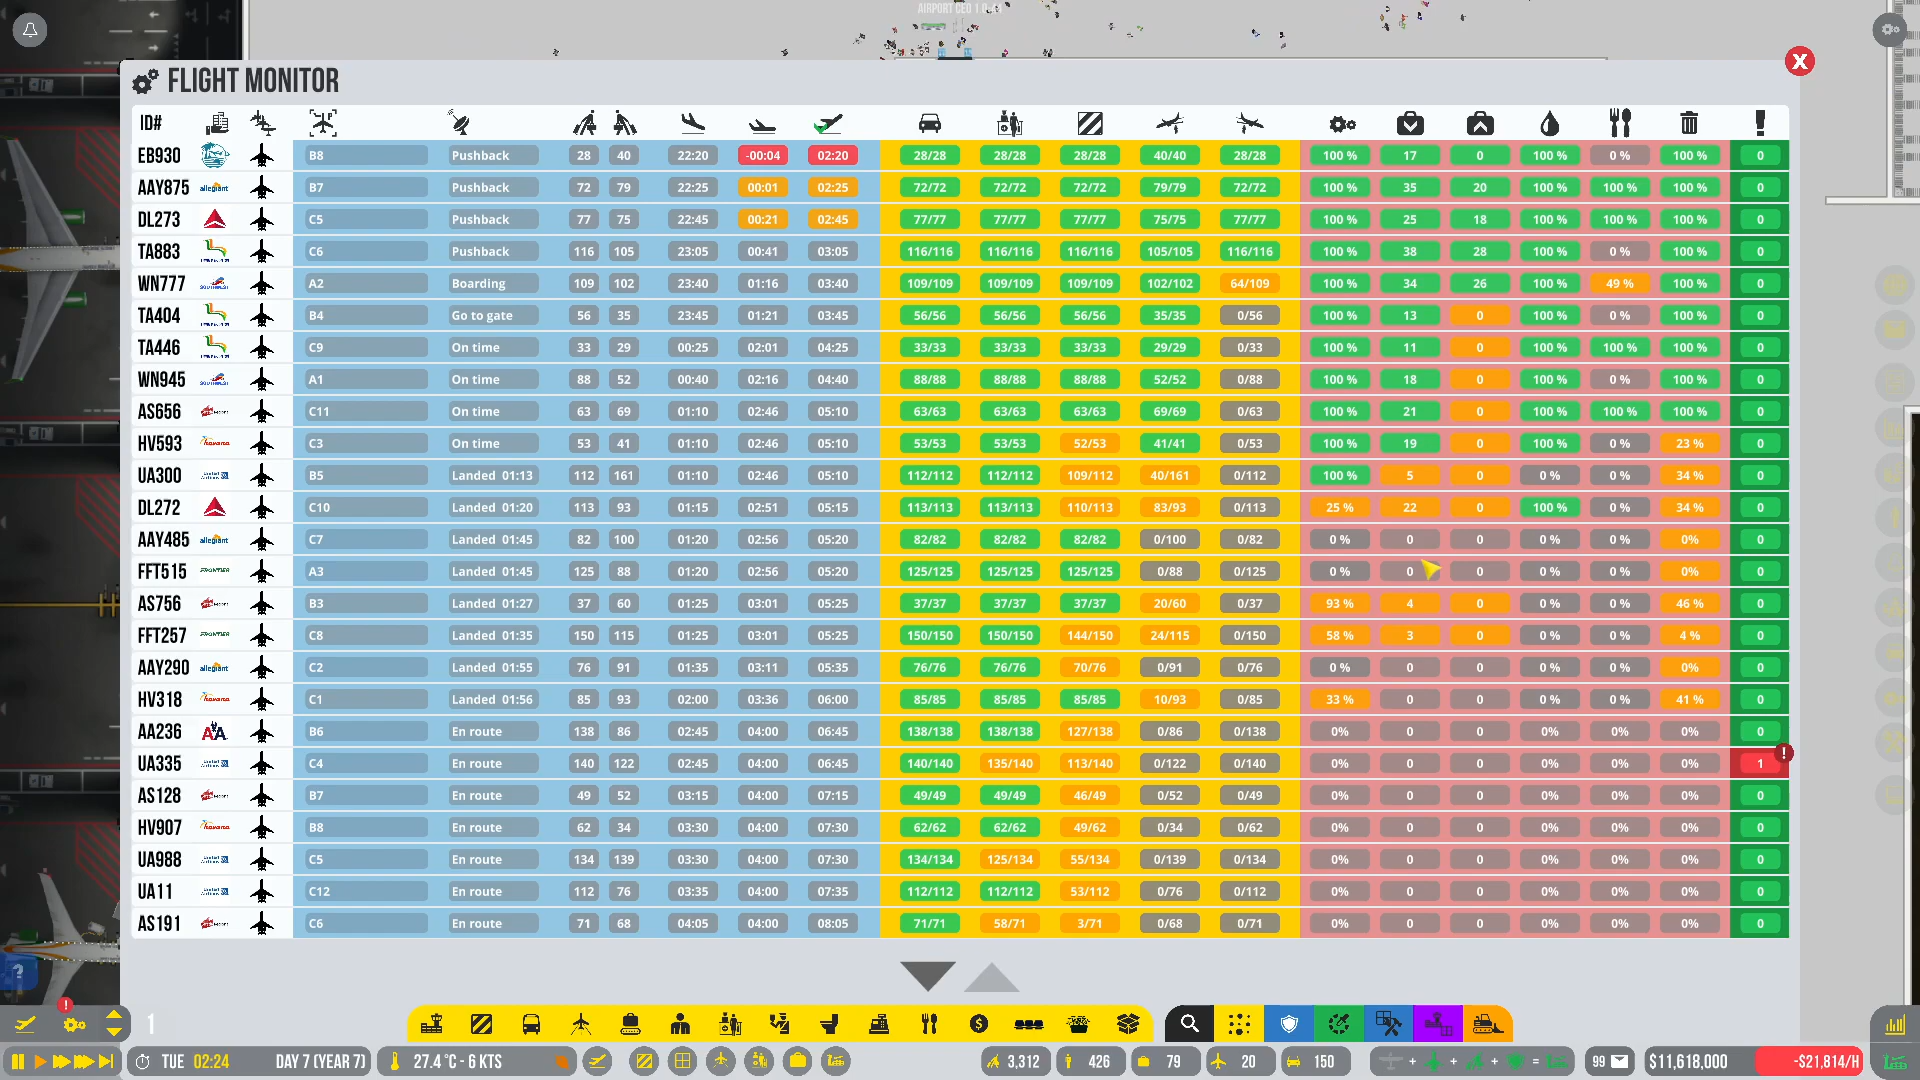 AIRPORT CEO 1
FLIGHT MONITOR
X
ID#
EB930 B8 Pushback 28 40 22:20 -00:04 02:20 28/28 28/28 28/28 40/40 28/28 100 % 17 0 100 % 0 % 100 % 0
AAY875 allegiant B7 Pushback 72 79 22:25 00:01 02:25 72/72 72/72 72/72 79/79 72/72 100 % 35 20 100 % 100 % 100 % 0
DL273 C5 Pushback 77 75 22:45 00:21 02:45 77/77 77/77 77/77 75/75 77/77 100 % 25 18 100 % 100 % 100 % 0
TA883 C6 Pushback 116 105 23:05 00:41 03:05 116/116 116/116 116/116 105/105 116/116 100 % 38 28 100 % 0 % 100 % 0
WN777 A2 Boarding 109 102 23:40 01:16 03:40 109/109 109/109 109/109 102/102 64/109 100 % 34 26 100 % 49 % 100 % 0
TA404 B4 Go to gate 56 35 23:45 01:21 03:45 56/56 56/56 56/56 35/35 0/56 100 % 13 0 100 % 0 % 100 % 0
TA446 C9 On time 33 29 00:25 02:01 04:25 33/33 33/33 33/33 29/29 0/33 100 % 11 0 100 % 100 % 100 % 0
WN945 A1 On time 88 52 00:40 02:16 04:40 88/88 88/88 88/88 52/52 0/88 100 % 18 0 100 % 0 % 100 % 0
AS656 C11 On time 63 69 01:10 02:46 05:10 63/63 63/63 63/63 69/69 0/63 100 % 21 0 100 % 100 % 100 % 0
HV593 havana C3 On time 53 41 01:10 02:46 05:10 53/53 53/53 52/53 41/41 0/53 100 % 19 0 100 % 0 % 23 % 0
UA300 B5 Landed 01:13 112 161 01:10 02:46 05:10 112/112 112/112 109/112 40/161 0/112 100 % 5 0 0 % 0 % 34 % 0
DL272 C10 Landed 01:20 113 93 01:15 02:51 05:15 113/113 113/113 110/113 83/93 0/113 25 % 22 0 100 % 0 % 34 % 0
AAY485 allegiant C7 Landed 01:45 82 100 01:20 02:56 05:20 82/82 82/82 82/82 0/100 0/82 0 % 0 0 0 % 0 % 0% 0
FFT515 FRONTIER A3 Landed 01:45 125 88 01:20 02:56 05:20 125/125 125/125 125/125 0/88 0/125 0 % 0 0 0 % 0 % 0% 0
AS756 B3 Landed 01:27 37 60 01:25 03:01 05:25 37/37 37/37 37/37 20/60 0/37 93 % 4 0 0 % 0 % 46 % 0
FFT257 FRONTIER C8 Landed 01:35 150 115 01:25 03:01 05:25 150/150 150/150 144/150 24/115 0/150 58 % 3 0 0 % 0 % 4 % 0
AAY290 allegiant C2 Landed 01:55 76 91 01:35 03:11 05:35 76/76 76/76 70/76 0/91 0/76 0 % 0 0 0 % 0 % 0% 0
HV318 havana C1 Landed 01:56 85 93 02:00 03:36 06:00 85/85 85/85 85/85 10/93 0/85 33 % 0 0 0 % 0 % 41 % 0
AA236 AA B6 En route 138 86 02:45 04:00 06:45 138/138 138/138 127/138 0/86 0/138 0% 0 0 0% 0% 0% 0
UA335 C4 En route 140 122 02:45 04:00 06:45 140/140 135/140 113/140 0/122 0/140 0% 0 0 0% 0% 0% 1 !
AS128 B7 En route 49 52 03:15 04:00 07:15 49/49 49/49 46/49 0/52 0/49 0% 0 0 0% 0% 0% 0
HV907 havana B8 En route 62 34 03:30 04:00 07:30 62/62 62/62 49/62 0/34 0/62 0% 0 0 0% 0% 0% 0
UA988 C5 En route 134 139 03:30 04:00 07:30 134/134 125/134 55/134 0/139 0/134 0% 0 0 0% 0% 0% 0
UA11 C12 En route 112 76 03:35 04:00 07:35 112/112 112/112 53/112 0/76 0/112 0% 0 0 0% 0% 0% 0
AS191 C6 En route 71 68 04:05 04:00 08:05 71/71 58/71 3/71 0/68 0/71 0% 0 0 0% 0% 0% 0
?
! 1
TUE 02:24 DAY 7 (YEAR 7) 27.4 °C - 6 KTS 3,312 426 79 20 150 + + + = 99 $11,618,000 -$21,814/H